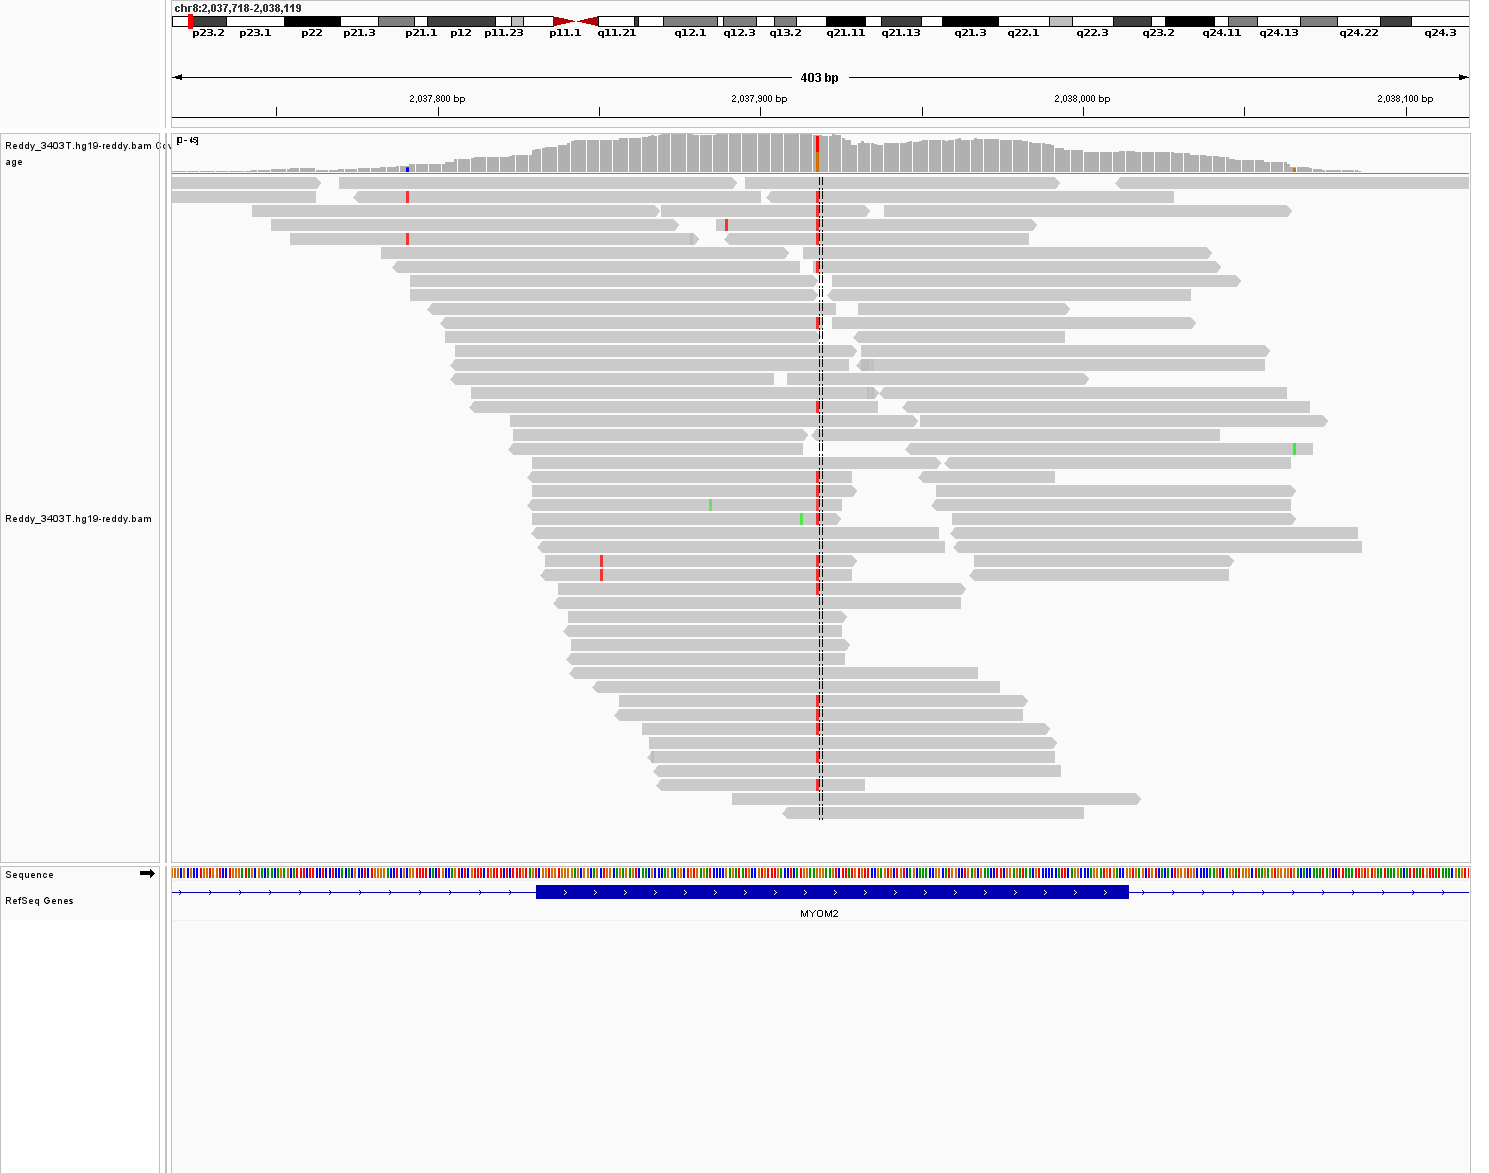 chr8:2,037,718-2,038,119
p23.2 p23.1 p22 p21.3 p21.1 p12 p11.23 p11.1 q11.21 q12.1 q12.3 q13.2 q21.11 q21.13 q21.3 q22.1 q22.3 q23.2 q24.11 q24.13 q24.22 q24.3
403 bp
2,037,800 bp 2,037,900 bp 2,038,000 bp 2,038,100 bp
Reddy_3403T.hg19-reddy.bam Cov
age
Reddy_3403T.hg19-reddy.bam
Sequence
RefSeq Genes
MYOM2